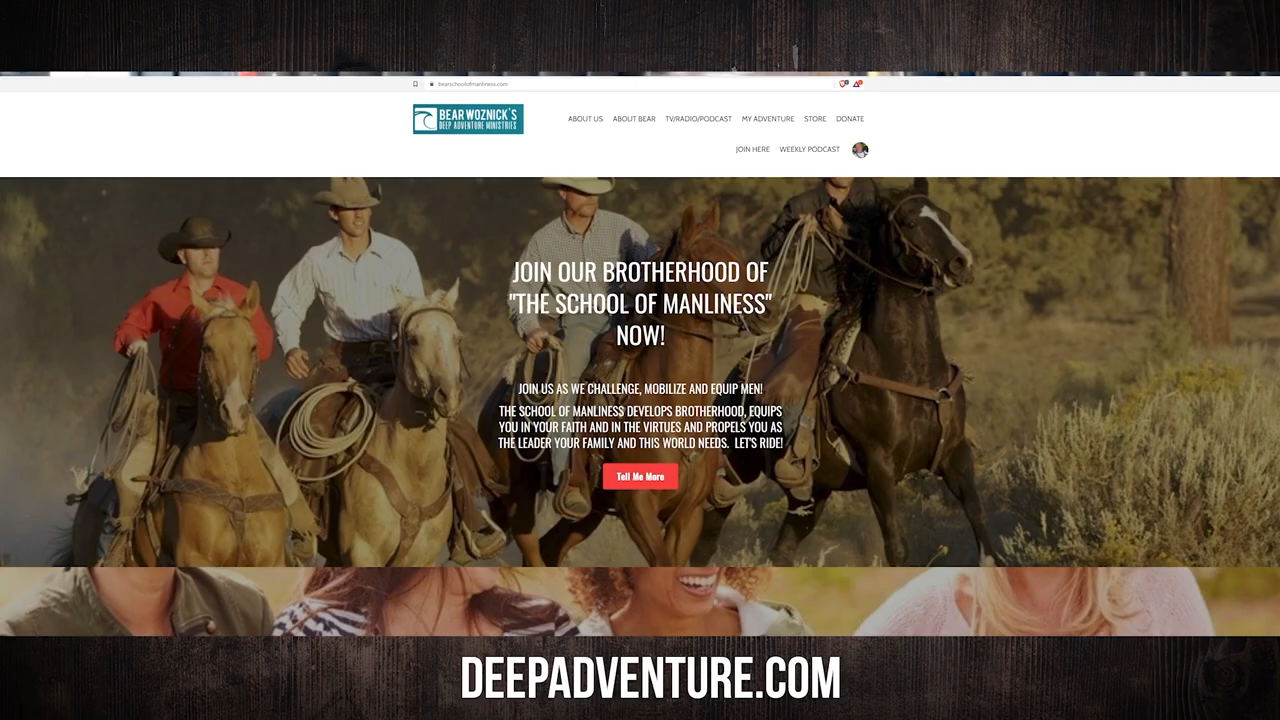 bearschoolofmanliness.com
BEAR WOZNICK'S
DEEP ADVENTURE MINISTRIES
ABOUT US ABOUT BEAR TV/RADIO/PODCAST MY ADVENTURE STORE DONATE
JOIN HERE WEEKLY PODCAST
JOIN OUR BROTHERHOOD OF
"THE SCHOOL OF MANLINESS"
NOW!
JOIN US AS WE CHALLENGE, MOBILIZE AND EQUIP MEN!
THE SCHOOL OF MANLINESS DEVELOPS BROTHERHOOD, EQUIPS
YOU IN YOUR FAITH AND IN THE VIRTUES AND PROPELS YOU AS
THE LEADER YOUR FAMILY AND THIS WORLD NEEDS. LET'S RIDE!
Tell Me More
DEEPADVENTURE.COM